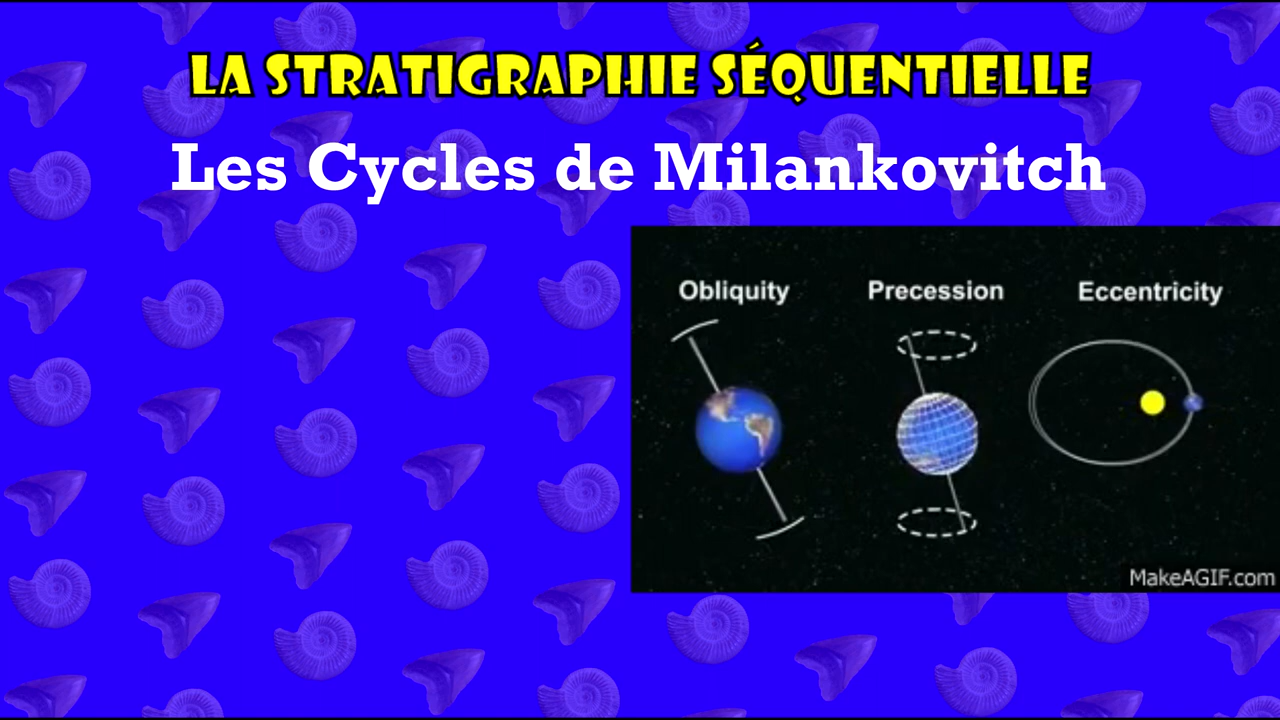 LA STRATIGRAPHIE SÉQUENTIELLE
Les Cycles de Milankovitch
Obliquity Precession Eccentricity
MakeAGIF.com